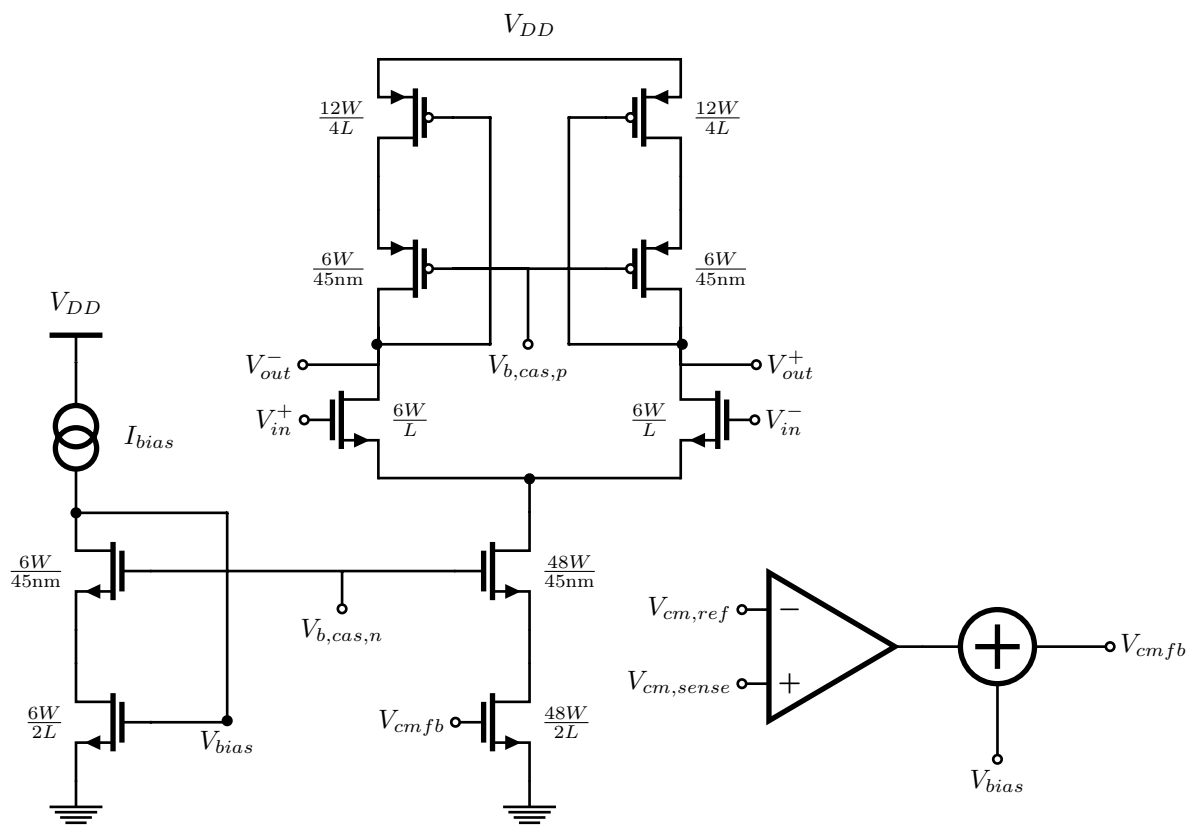 V_{DD}
\frac{12W}{4L} \frac{12W}{4L}
\frac{6W}{45nm} \frac{6W}{45nm}
V_{DD}
V_{out}^{-} V_{b,cas,p} V_{out}^{+}
V_{in}^{+} \frac{6W}{L} \frac{6W}{L} V_{in}^{-}
I_{bias}
\frac{6W}{45nm} \frac{48W}{45nm}
V_{b,cas,n}
V_{cm,ref} −
V_{cmfb}
V_{cm,sense} +
\frac{6W}{2L} V_{bias} V_{cmfb} \frac{48W}{2L}
V_{bias}